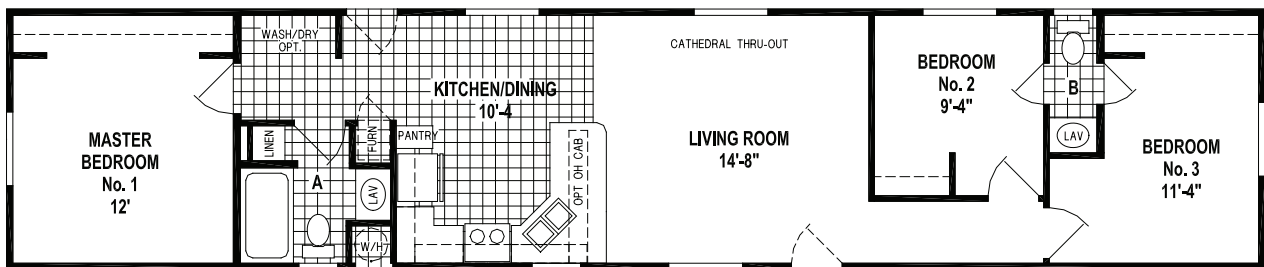 MASTER
BEDROOM
No. 1
12'
WASH/DRY
OPT.
LINEN
A
FURN
LAV
W/H
KITCHEN/DINING
10'-4
PANTRY
OPT OH CAB
CATHEDRAL THRU-OUT
LIVING ROOM
14'-8"
BEDROOM
No. 2
9'-4"
B
LAV
BEDROOM
No. 3
11'-4"